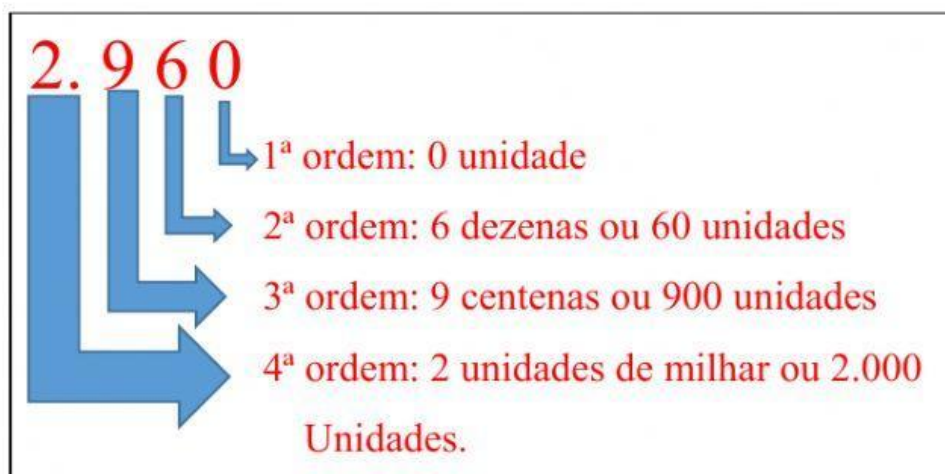 2. 9 6 0
1ª ordem: 0 unidade
2ª ordem: 6 dezenas ou 60 unidades
3ª ordem: 9 centenas ou 900 unidades
4ª ordem: 2 unidades de milhar ou 2.000
Unidades.